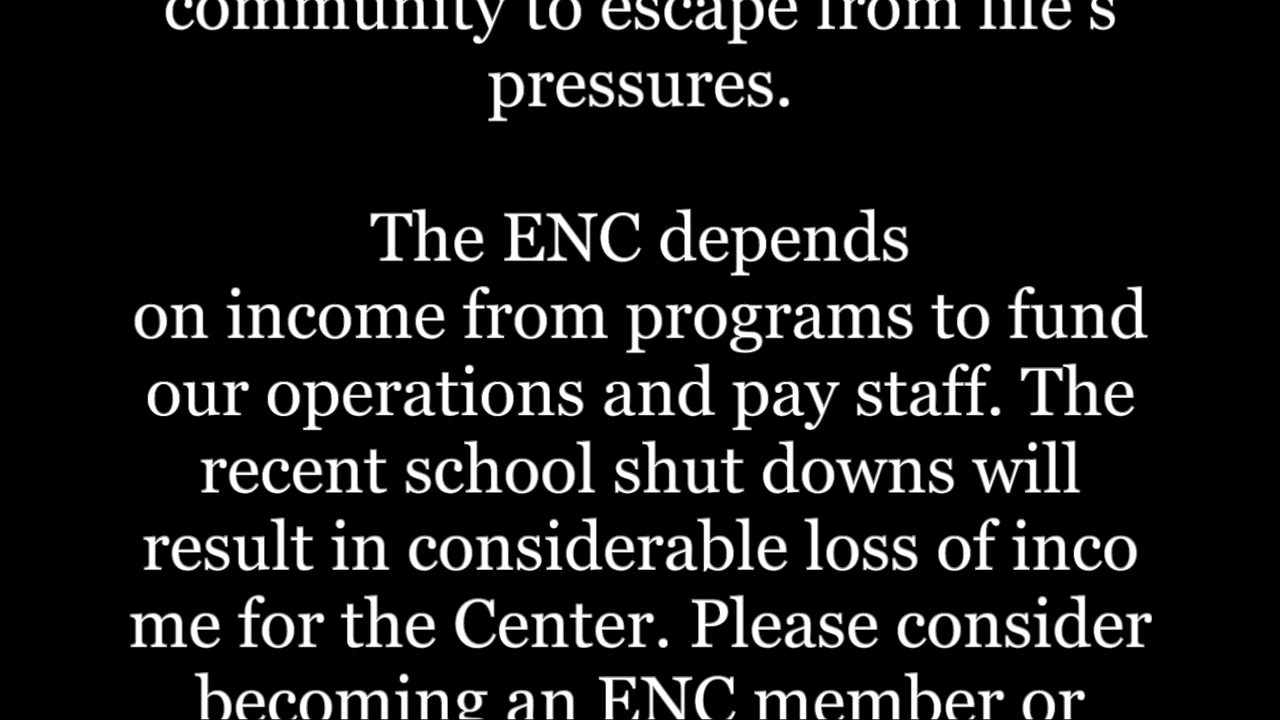 community to escape from life's
pressures.
The ENC depends
on income from programs to fund
our operations and pay staff. The
recent school shut downs will
result in considerable loss of inco
me for the Center. Please consider
becoming an ENC member or